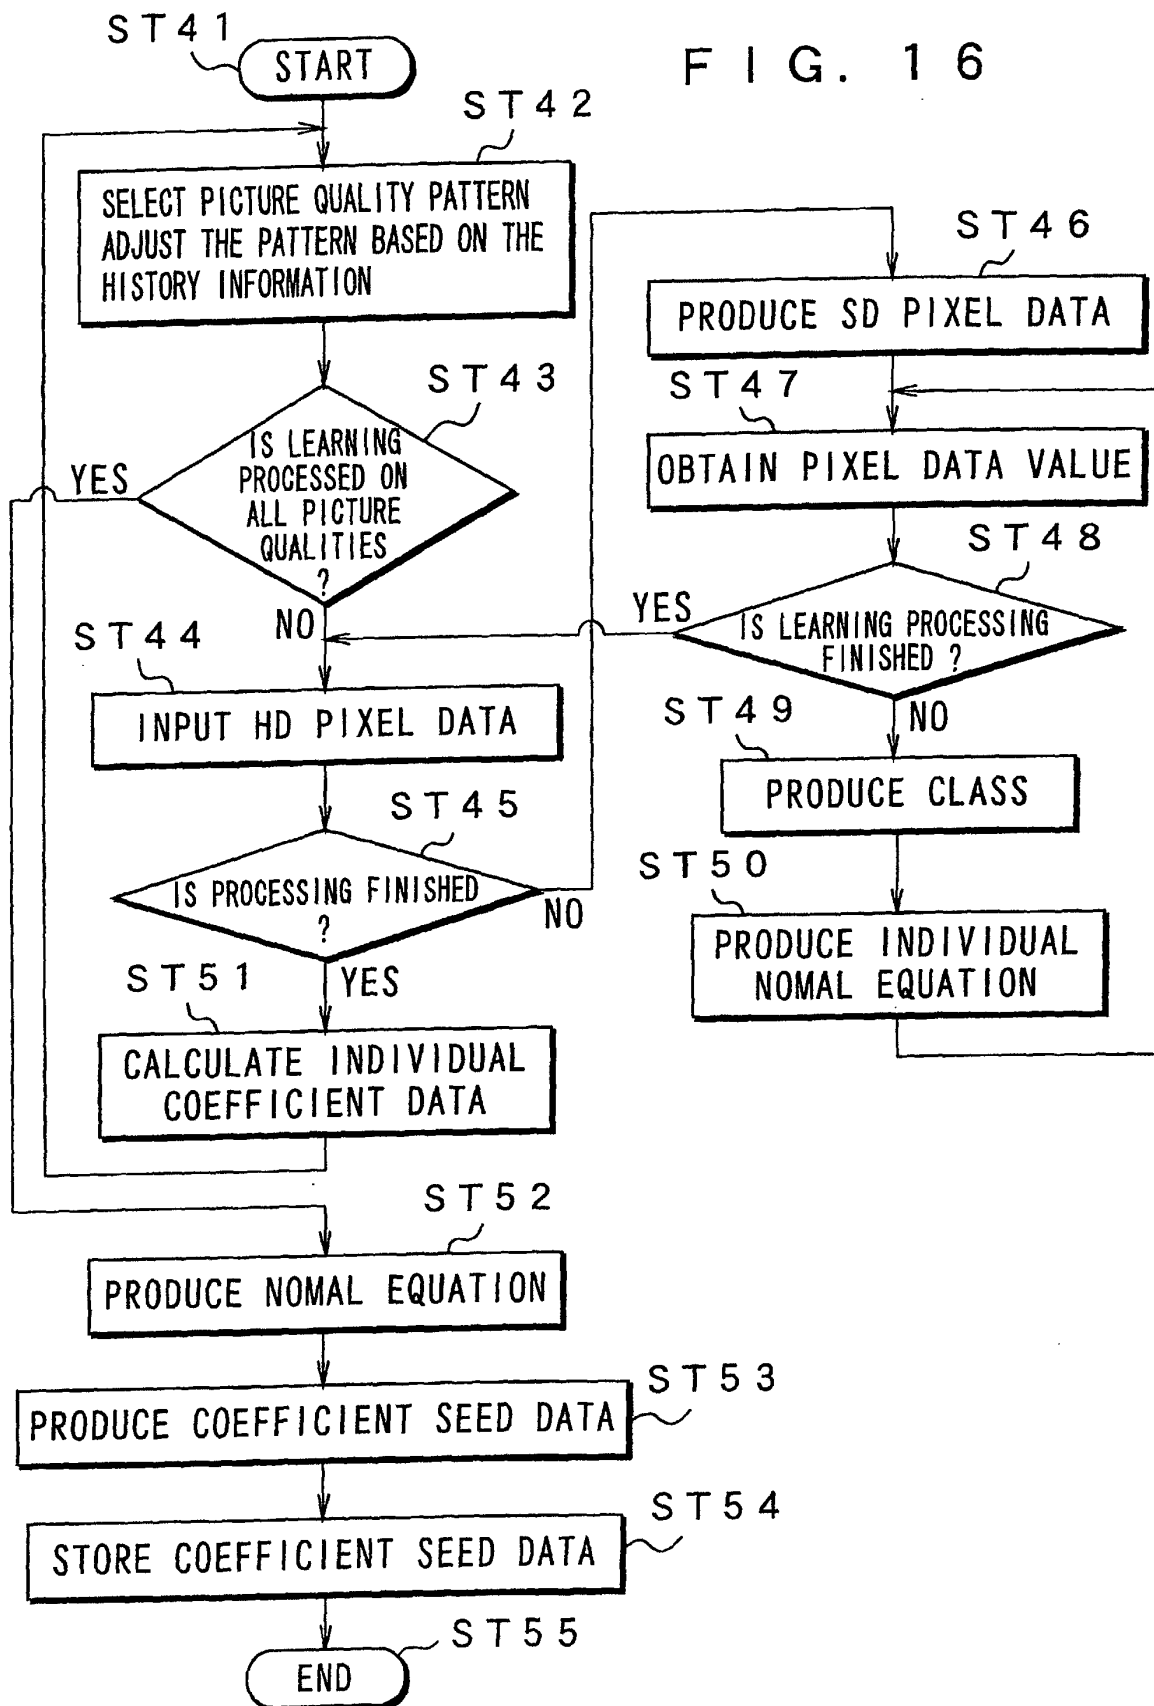 FIG. 16
ST41
START
ST42
SELECT PICTURE QUALITY PATTERN
ADJUST THE PATTERN BASED ON THE
HISTORY INFORMATION
ST43
IS LEARNING
PROCESSED ON
ALL PICTURE
QUALITIES
?
YES
NO
ST44
INPUT HD PIXEL DATA
ST45
IS PROCESSING FINISHED
?
NO
YES
ST46
PRODUCE SD PIXEL DATA
ST47
OBTAIN PIXEL DATA VALUE
ST48
IS LEARNING PROCESSING
FINISHED ?
YES
NO
ST49
PRODUCE CLASS
ST50
PRODUCE INDIVIDUAL
NOMAL EQUATION
ST51
CALCULATE INDIVIDUAL
COEFFICIENT DATA
ST52
PRODUCE NOMAL EQUATION
ST53
PRODUCE COEFFICIENT SEED DATA
ST54
STORE COEFFICIENT SEED DATA
ST55
END